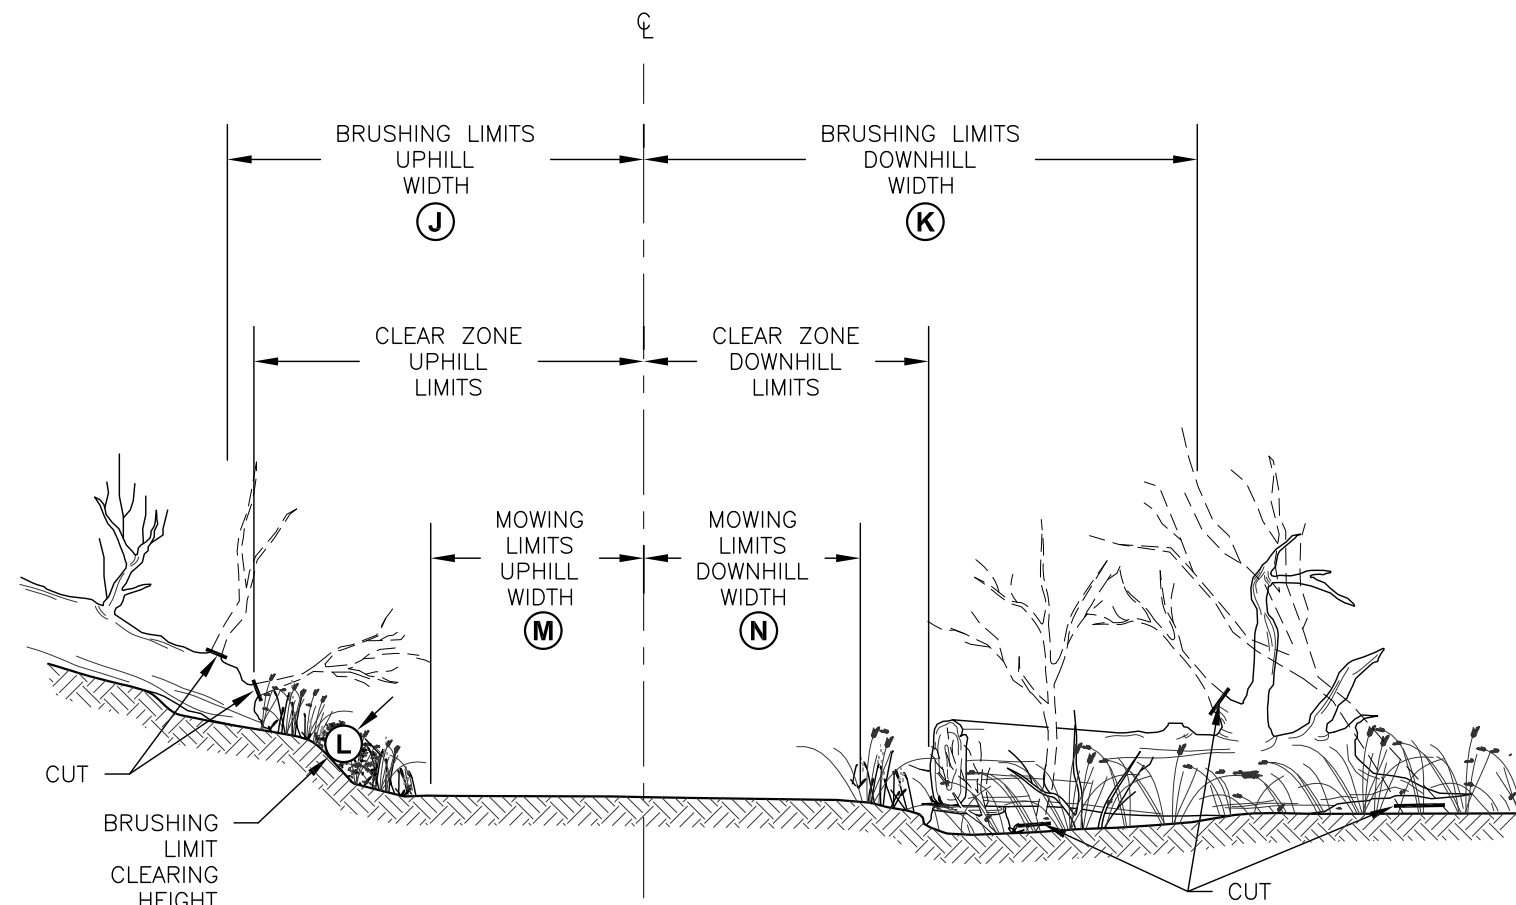 ℄
BRUSHING LIMITS
UPHILL
WIDTH
J
BRUSHING LIMITS
DOWNHILL
WIDTH
K
CLEAR ZONE
UPHILL
LIMITS
CLEAR ZONE
DOWNHILL
LIMITS
MOWING
LIMITS
UPHILL
WIDTH
M
MOWING
LIMITS
DOWNHILL
WIDTH
N
L
CUT
BRUSHING
LIMIT
CLEARING
HEIGHT
CUT